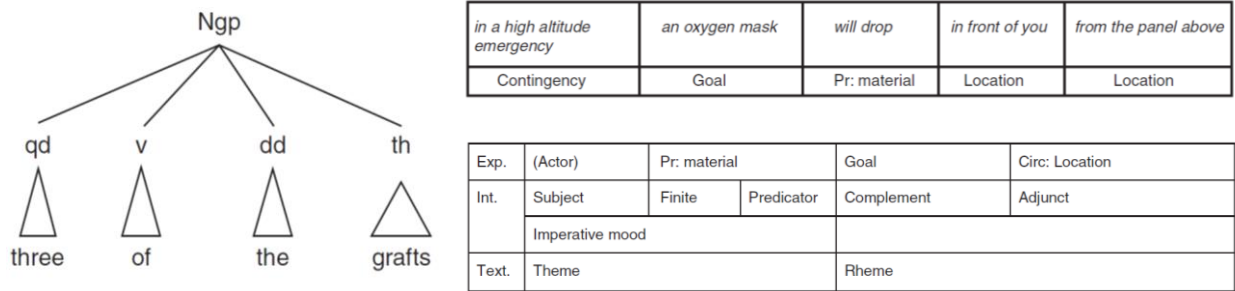 Ngp
qd v dd th
three of the grafts
in a high altitude emergency an oxygen mask will drop in front of you from the panel above
Contingency Goal Pr: material Location Location
Exp. (Actor) Pr: material Goal Circ: Location
Int. Subject Finite Predicator Complement Adjunct
Imperative mood
Text. Theme Rheme